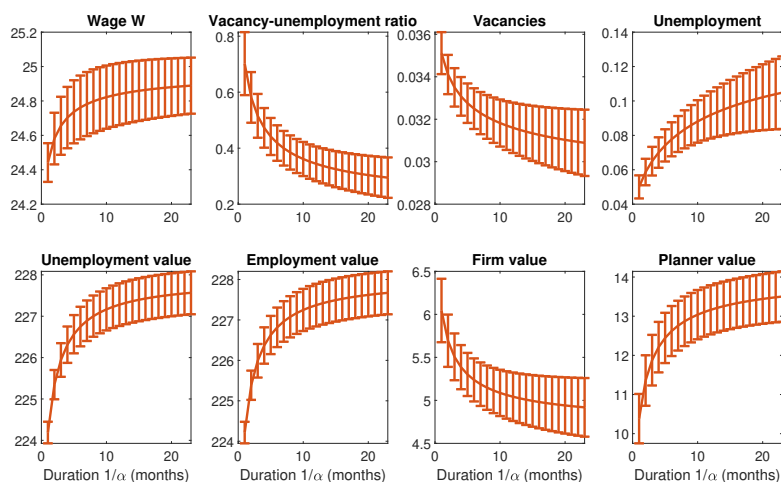 Wage W
25.2
25
24.8
24.6
24.4
24.2
0 10 20
Vacancy-unemployment ratio
0.8
0.6
0.4
0.2
0 10 20
Vacancies
0.036
0.034
0.032
0.03
0.028
0 10 20
Unemployment
0.14
0.12
0.1
0.08
0.06
0.04
0 10 20
Unemployment value
228
227
226
225
224
0 10 20
Duration 1/α (months)
Employment value
228
227
226
225
224
0 10 20
Duration 1/α (months)
Firm value
6.5
6
5.5
5
4.5
0 10 20
Duration 1/α (months)
Planner value
14
13
12
11
10
0 10 20
Duration 1/α (months)